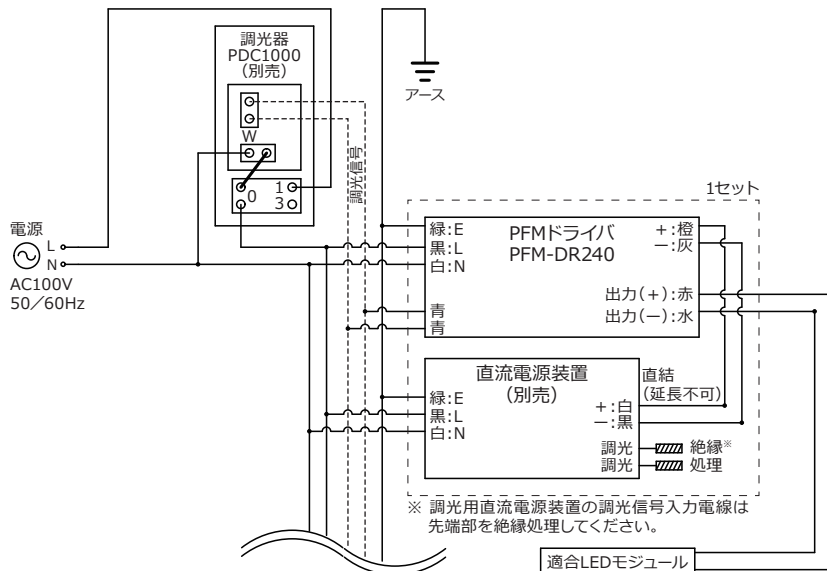 調光器
PDC1000
(別売)
W
0
1
3
アース
調光信号
電源
L
N
AC100V
50/60Hz
1セット
緑:E
黒:L
白:N
青
青
PFMドライバ
PFM-DR240
+:橙
−:灰
出力(+):赤
出力(−):水
緑:E
黒:L
白:N
直流電源装置
(別売)
+:白
−:黒
調光
調光
直結
(延長不可)
絶縁※
処理
※ 調光用直流電源装置の調光信号入力電線は
先端部を絶縁処理してください。
適合LEDモジュール